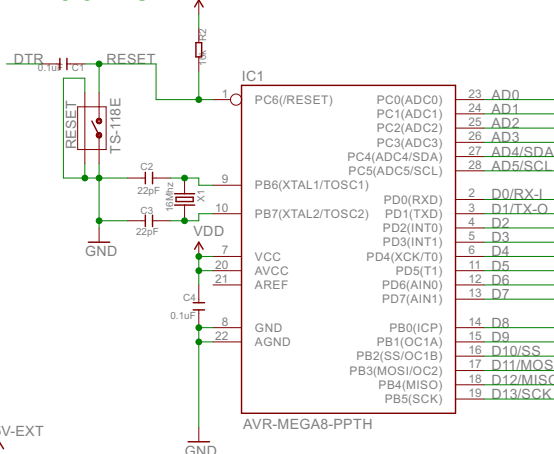 R2
10k
DTR
0.1uF
C1
RESET
RESET
TS-118E
IC1
1 PC6(/RESET)
PC0(ADC0) 23 AD0
PC1(ADC1) 24 AD1
PC2(ADC2) 25 AD2
PC3(ADC3) 26 AD3
PC4(ADC4/SDA) 27 AD4/SDA
PC5(ADC5/SCL) 28 AD5/SCL
C2
22pF
16Mhz
X1
9 PB6(XTAL1/TOSC1)
C3
22pF
10 PB7(XTAL2/TOSC2)
PD0(RXD) 2 D0/RX-I
PD1(TXD) 3 D1/TX-O
PD2(INT0) 4 D2
PD3(INT1) 5 D3
PD4(XCK/T0) 6 D4
PD5(T1) 11 D5
PD6(AIN0) 12 D6
PD7(AIN1) 13 D7
GND
VDD
7 VCC
20 AVCC
21 AREF
C4
0.1uF
8 GND
22 AGND
PB0(ICP) 14 D8
PB1(OC1A) 15 D9
PB2(SS/OC1B) 16 D10/SS
PB3(MOSI/OC2) 17 D11/MOS
PB4(MISO) 18 D12/MISO
PB5(SCK) 19 D13/SCK
AVR-MEGA8-PPTH
V-EXT
GND